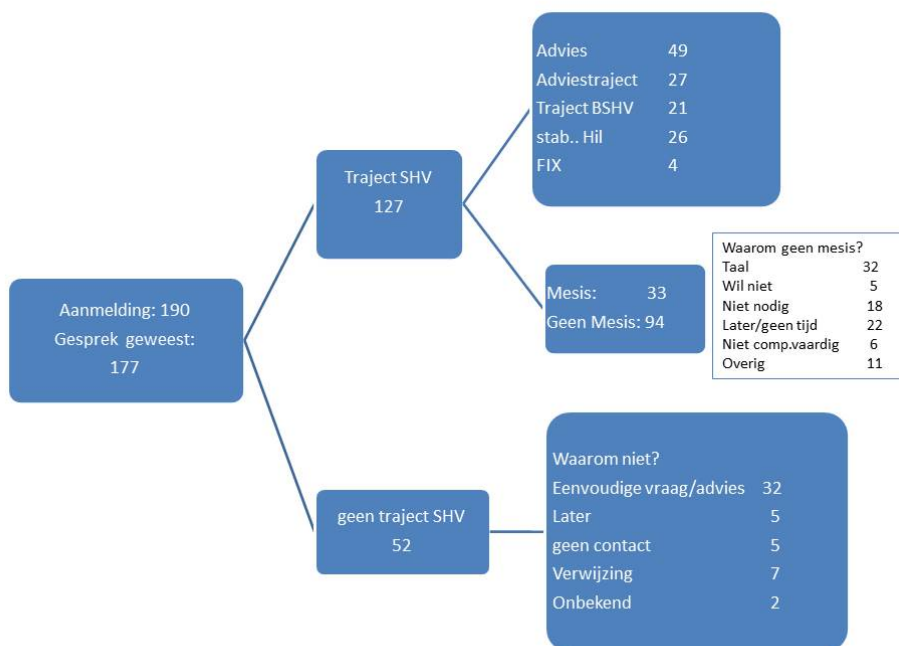 Advies 49
Adviestraject 27
Traject BSHV 21
stab.. Hil 26
FIX 4
Traject SHV
127
Waarom geen mesis?
Taal 32
Wil niet 5
Niet nodig 18
Later/geen tijd 22
Niet comp.vaardig 6
Overig 11
Mesis: 33
Geen Mesis: 94
Aanmelding: 190
Gesprek geweest:
177
geen traject SHV
52
Waarom niet?
Eenvoudige vraag/advies 32
Later 5
geen contact 5
Verwijzing 7
Onbekend 2